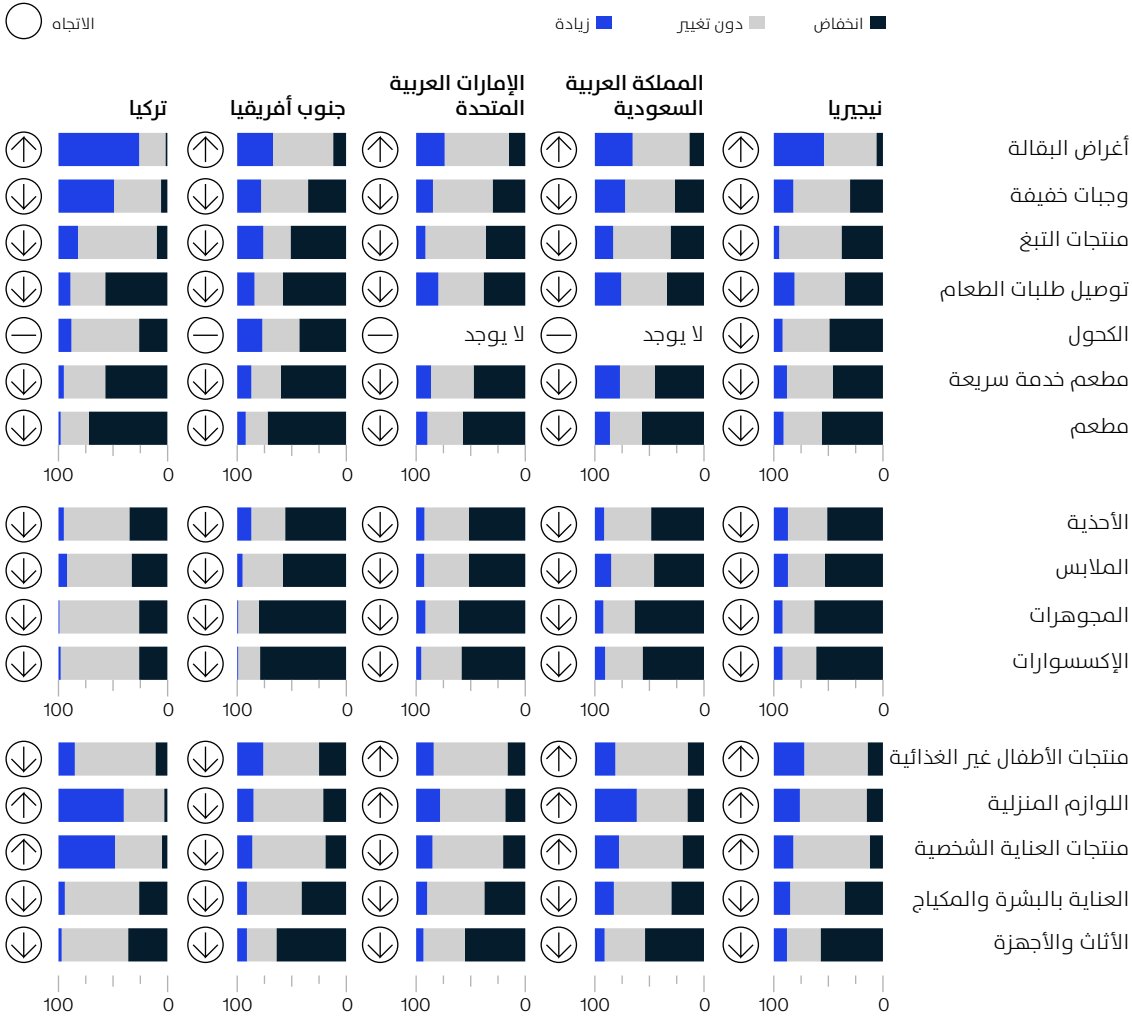 انخفاض
دون تغيير
زيادة
الاتجاه
نيجيريا
المملكة العربية
السعودية
الإمارات العربية
المتحدة
جنوب أفريقيا
تركيا
أغراض البقالة
وجبات خفيفة
منتجات التبغ
توصيل طلبات الطعام
الكحول
لا يوجد
لا يوجد
مطعم خدمة سريعة
مطعم
0 100 0 100 0 100 0 100 0 100
الأحذية
الملابس
المجوهرات
الإكسسوارات
0 100 0 100 0 100 0 100 0 100
منتجات الأطفال غير الغذائية
اللوازم المنزلية
منتجات العناية الشخصية
العناية بالبشرة والمكياج
الأثاث والأجهزة
0 100 0 100 0 100 0 100 0 100